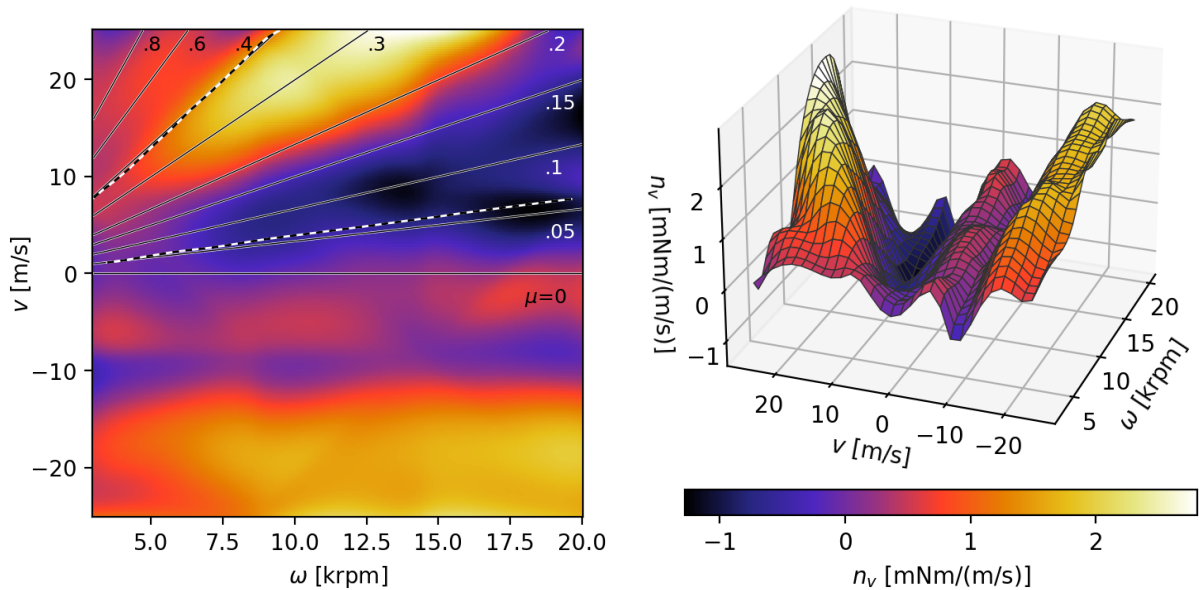 .8 .6 .4 .3 .2
.15
.1
.05
μ=0
20
10
0
−10
−20
v [m/s]
5.0 7.5 10.0 12.5 15.0 17.5 20.0
ω [krpm]
2
1
0
−1
n_v [mNm/(m/s)]
20 10 0 −10 −20
v [m/s]
5 10 15 20
ω [krpm]
−1 0 1 2
n_v [mNm/(m/s)]